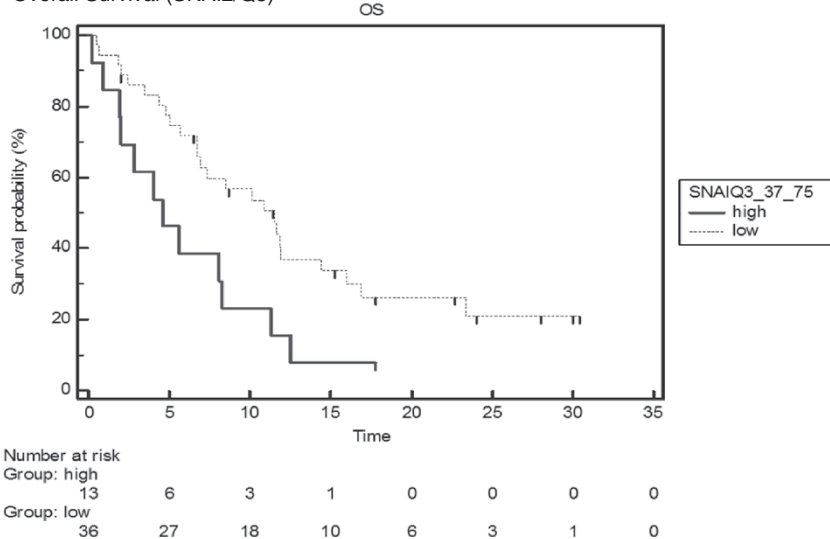 OS
100
80
60
40
20
0
Survival probability (%)
0 5 10 15 20 25 30 35
Time
SNAIQ3_37_75
high
low
Number at risk
Group: high
13 6 3 1 0 0 0 0
Group: low
36 27 18 10 6 3 1 0